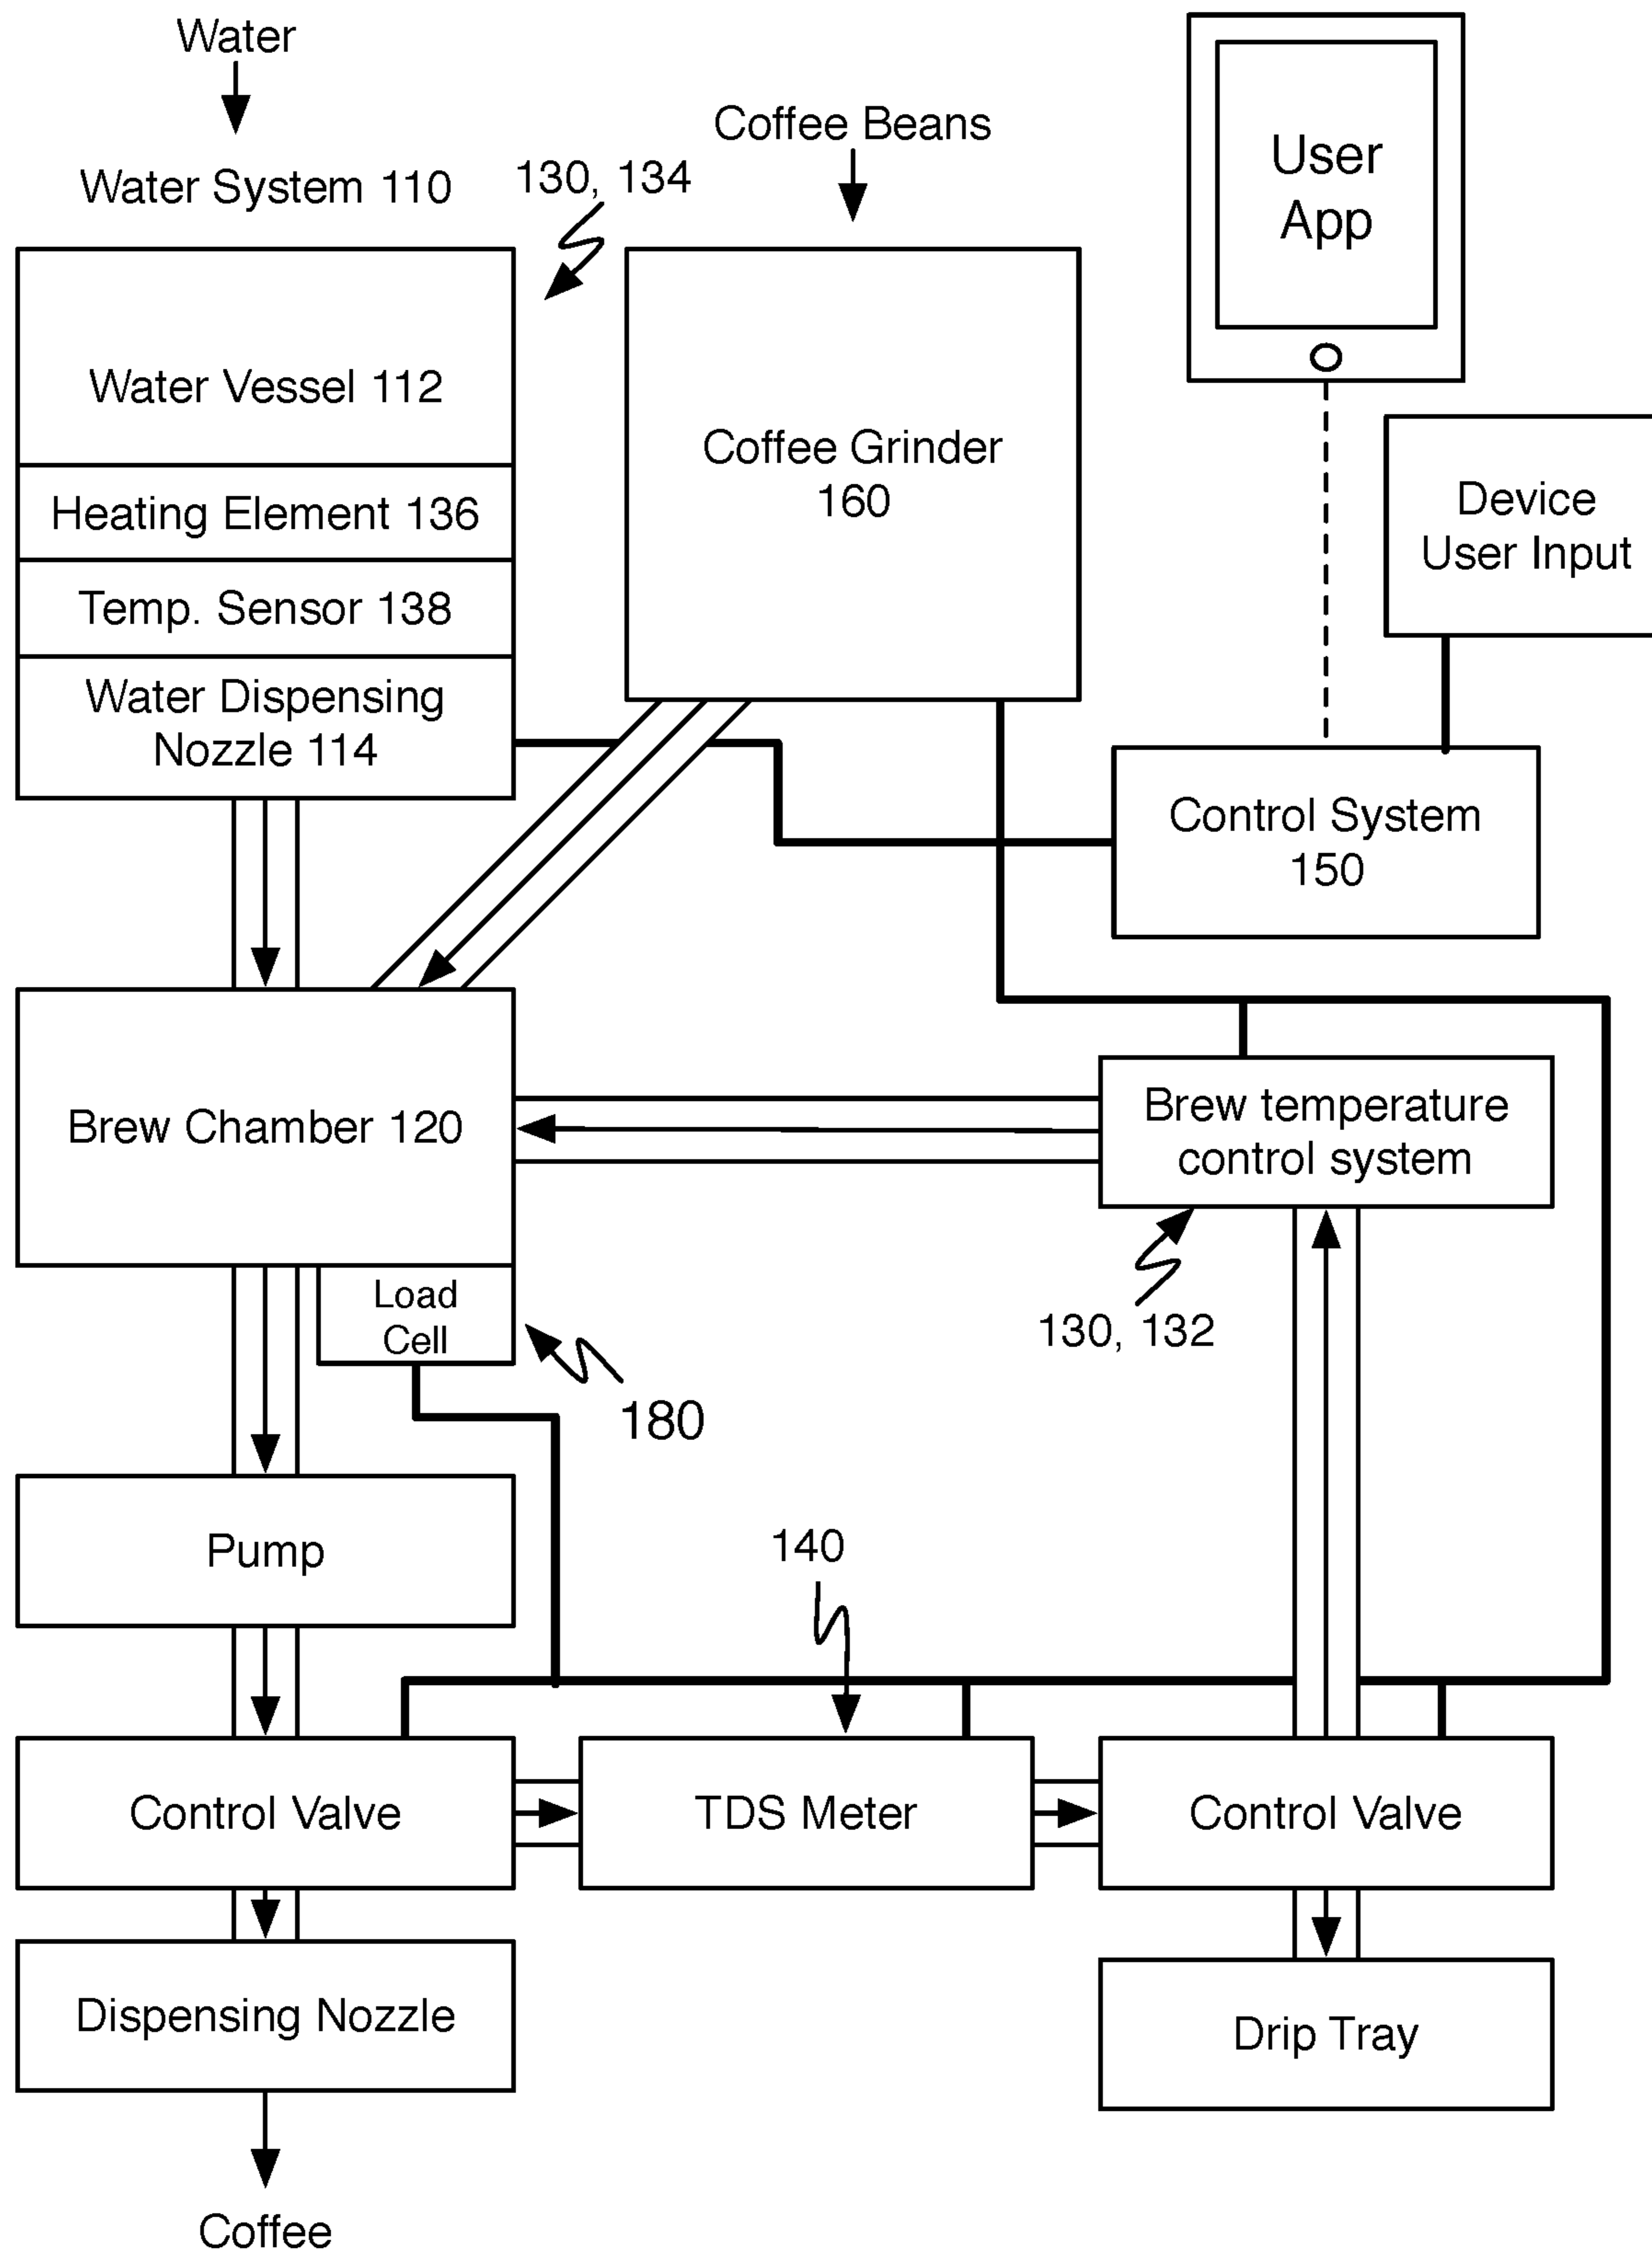 Water
Water System 110
130, 134
Coffee Beans
User
App
Water Vessel 112
Heating Element 136
Temp. Sensor 138
Water Dispensing
Nozzle 114
Coffee Grinder
160
Device
User Input
Control System
150
Brew Chamber 120
Brew temperature
control system
Load
Cell
130, 132
180
Pump
140
Control Valve
TDS Meter
Control Valve
Dispensing Nozzle
Drip Tray
Coffee